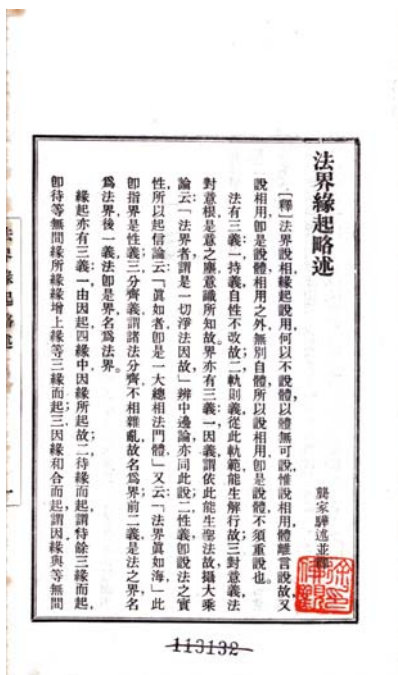 法界緣起略述
龔家驊述並釋
〔釋〕法界說相緣起說用何以不說體以體無可說惟說相用體離言說故又
說相用卽是說體相用之外無別自體所以說相用卽是說體不須重說也。
法有三義一持義自性不改故二軌則義從此軌範能生解行故三對意義法
對意根是意之塵意識所知故。界亦有三義一因義謂依此能生聖法故攝大乘
論云「法界者謂是一切淨法因故」辨中邊論亦同此說二性義卽說法之實
性所以起信論云「眞如者卽是一大總相法門體」又云「法界眞如海」此
卽指界是性義三分齊義謂諸法分齊不相雜亂故名爲界前二義是法之界名
爲法界後一義法卽是界名爲法界。
緣起亦有三義一由因起四緣中因緣所起故二待緣而起謂待餘三緣而起,
卽待等無間緣所緣緣增上緣等三緣而起三因緣和合而起謂因緣與等無間
法界緣起略述
一
113132